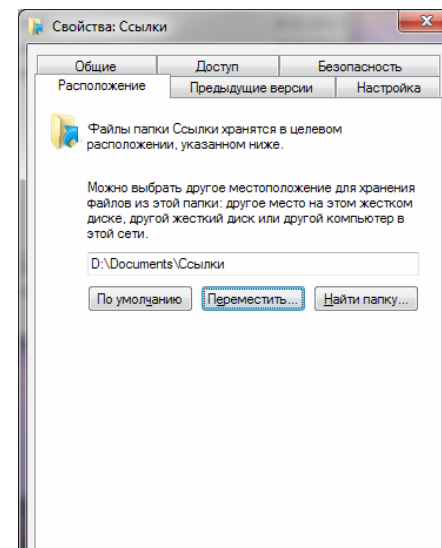 Свойства: Ссылки
Общие Доступ Безопасность
Расположение Предыдущие версии Настройка
Файлы папки Ссылки хранятся в целевом
расположении, указанном ниже.
Можно выбрать другое местоположение для хранения
файлов из этой папки: другое место на этом жестком
диске, другой жесткий диск или другой компьютер в
этой сети.
D:\Documents\Ссылки
По умолчанию Переместить... Найти папку...